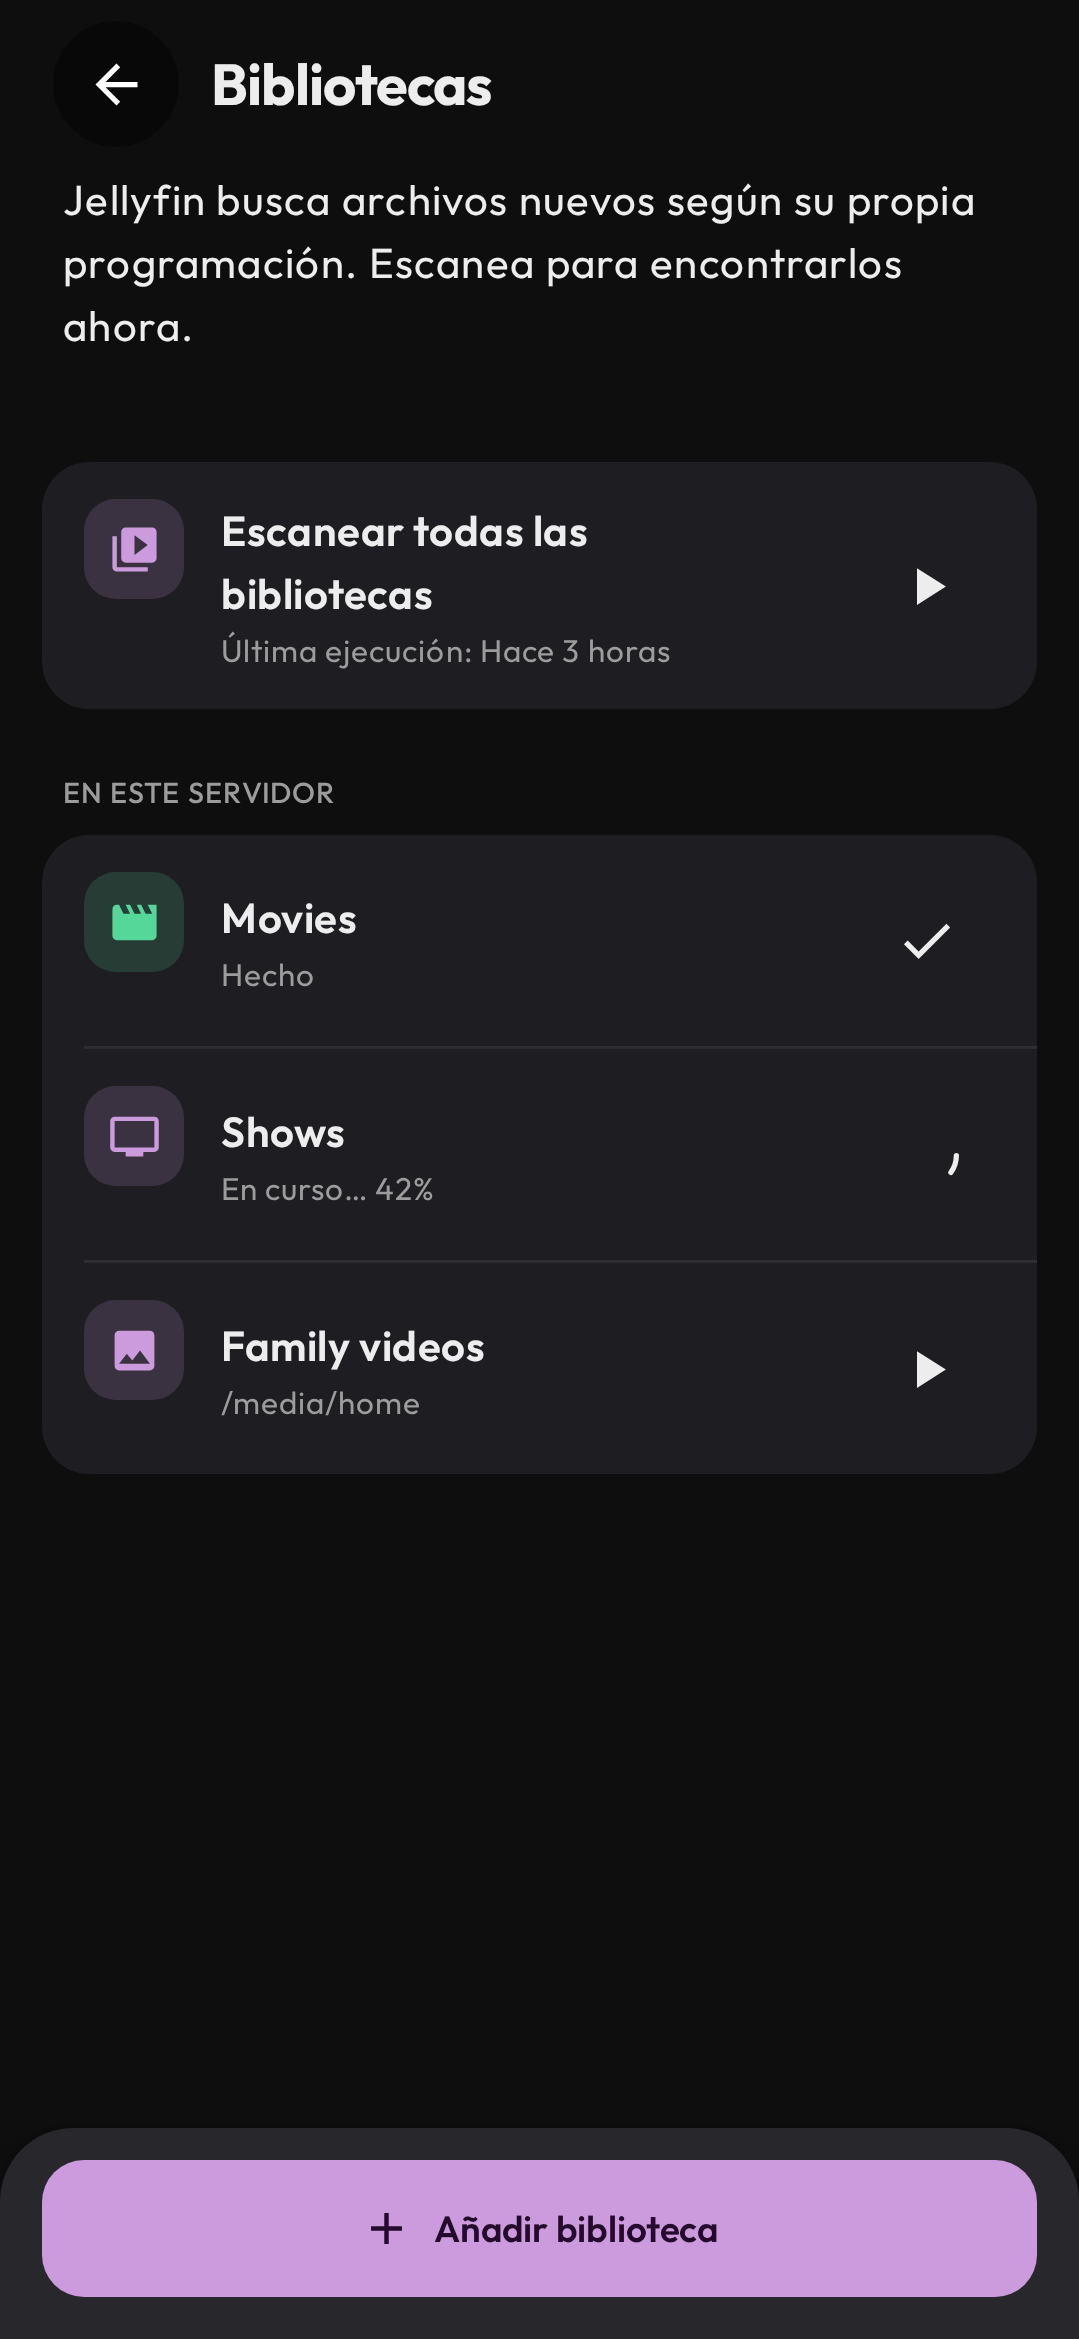 Bibliotecas
Jellyfin busca archivos nuevos según su propia
programación. Escanea para encontrarlos
ahora.
Escanear todas las
bibliotecas
Última ejecución: Hace 3 horas
EN ESTE SERVIDOR
Movies
Hecho
Shows
En curso… 42%
Family videos
/media/home
Añadir biblioteca